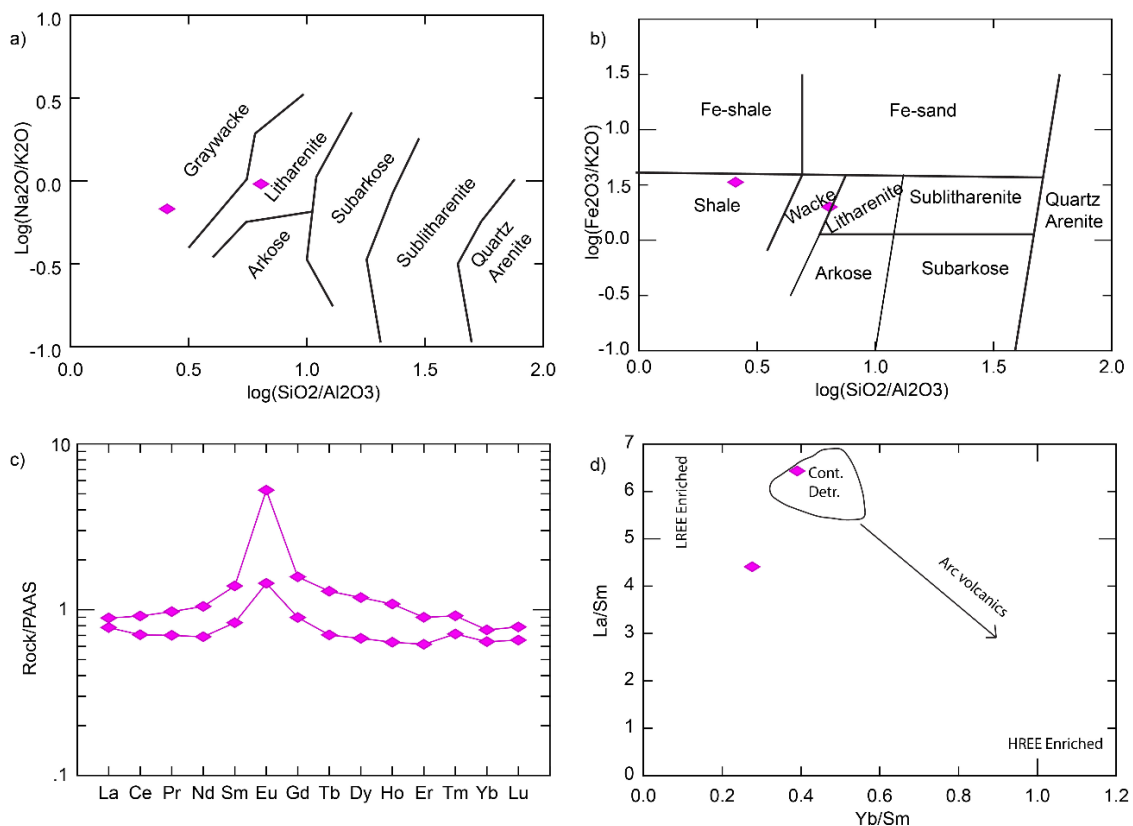 a)
1.0
0.5
0.0
-0.5
-1.0
Log(Na2O/K2O)
Graywacke
Litharenite
Arkose
Subarkose
Sublitharenite
Quartz
Arenite
0.0
0.5
1.0
1.5
2.0
log(SiO2/Al2O3)
b)
1.5
1.0
1.5
0.0
-0.5
-1.0
log(Fe2O3/K2O)
Fe-shale
Fe-sand
Shale
Wacke
Litharenite
Sublitharenite
Quartz
Arenite
Arkose
Subarkose
0.0
0.5
1.0
1.5
2.0
log(SiO2/Al2O3)
c)
10
1
.1
Rock/PAAS
La Ce Pr Nd Sm Eu Gd Tb Dy Ho Er Tm Yb Lu
d)
7
6
5
4
3
2
1
0
La/Sm
LREE Enriched
Cont.
Detr.
Arc volcanics
HREE Enriched
0.0
0.2
0.4
0.6
0.8
1.0
1.2
Yb/Sm